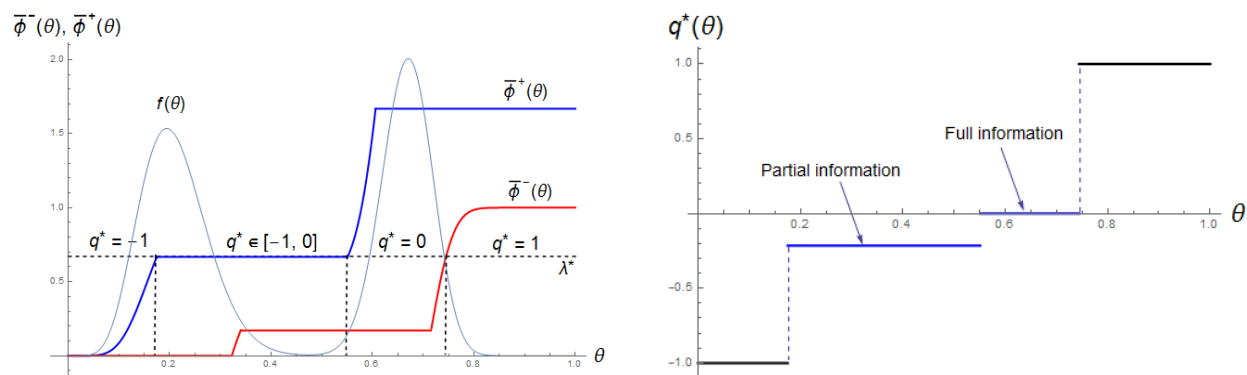 ϕ̅⁻(θ), ϕ̅⁺(θ)
2.0
f(θ)
1.5
1.0
0.5
0.2
0.4
0.6
0.8
1.0
θ
ϕ̅⁺(θ)
ϕ̅⁻(θ)
q* = -1
q* ∈ [-1, 0]
q* = 0
q* = 1
λ*
q*(θ)
1.0
0.5
-0.5
-1.0
0.2
0.4
0.6
0.8
1.0
θ
Full information
Partial information